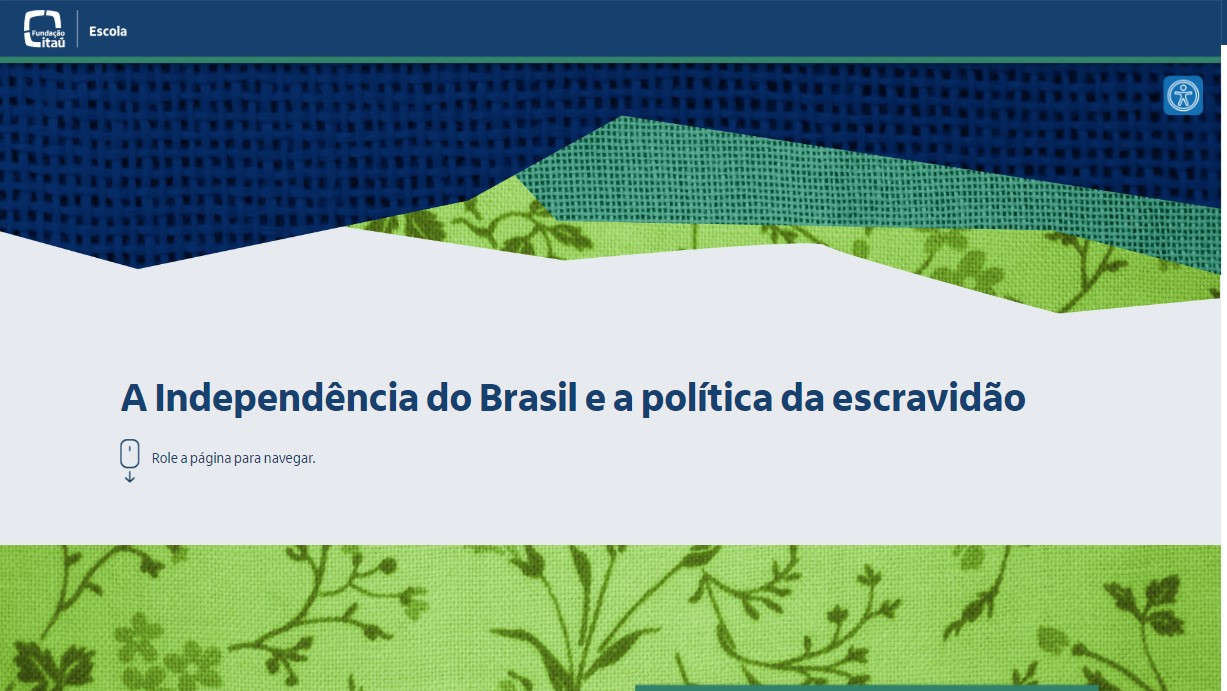 Fundação
itaú
Escola
A Independência do Brasil e a política da escravidão
Role a página para navegar.